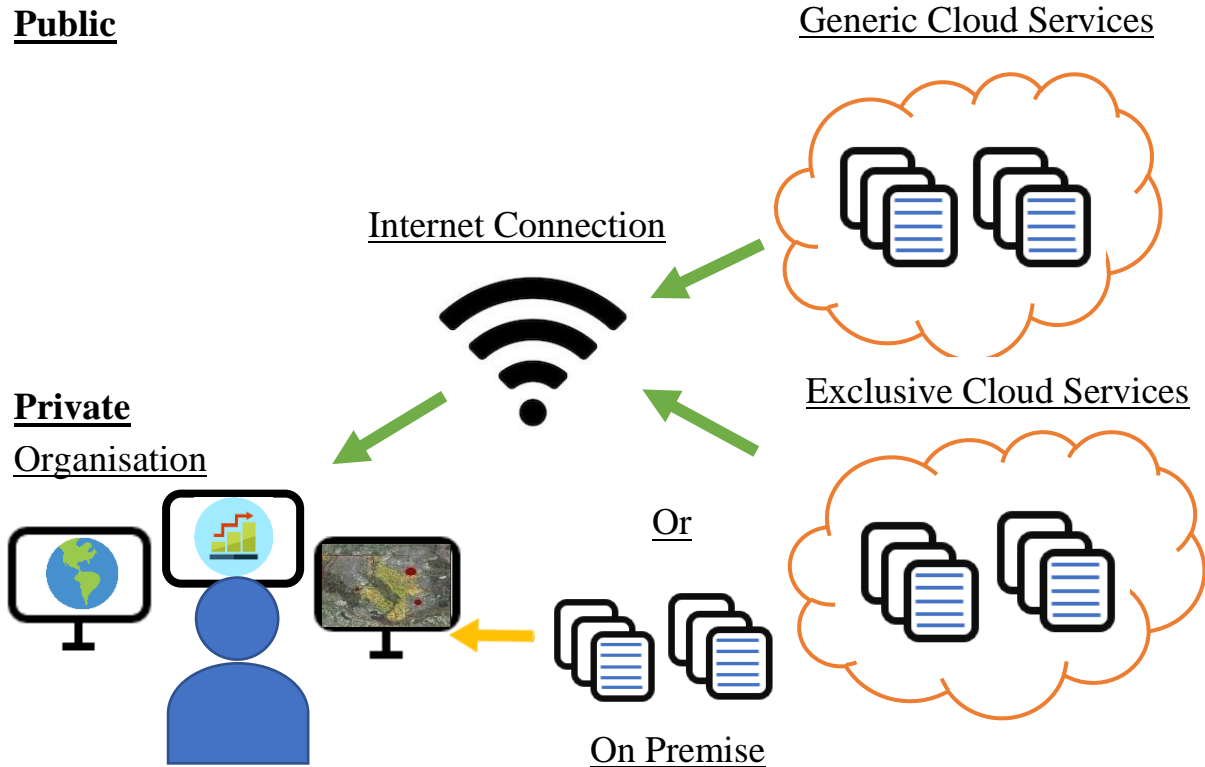 Public
Generic Cloud Services
Internet Connection
Exclusive Cloud Services
Private
Organisation
Or
On Premise